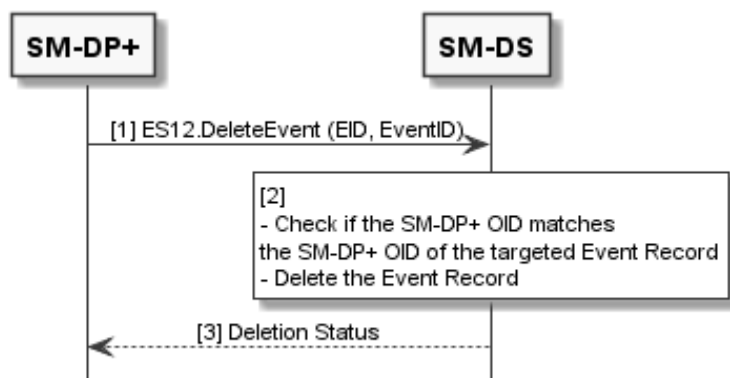 SM-DP+
SM-DS
[1] ES12.DeleteEvent (EID, EventID)
[2]
- Check if the SM-DP+ OID matches
the SM-DP+ OID of the targeted Event Record
- Delete the Event Record
[3] Deletion Status